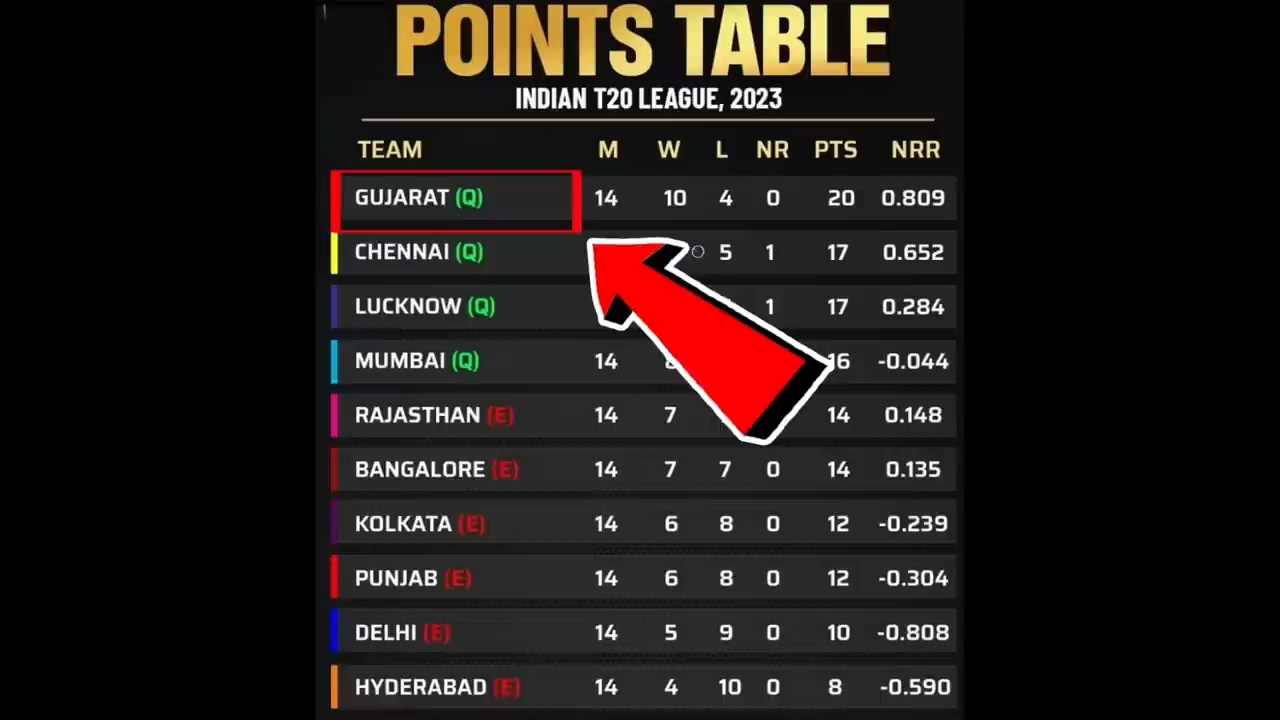 POINTS TABLE
INDIAN T20 LEAGUE, 2023
TEAM M W L NR PTS NRR
GUJARAT (Q) 14 10 4 0 20 0.809
CHENNAI (Q) 5 1 17 0.652
LUCKNOW (Q) 1 17 0.284
MUMBAI (Q) 14 16 -0.044
RAJASTHAN (E) 14 7 14 0.148
BANGALORE (E) 14 7 7 0 14 0.135
KOLKATA (E) 14 6 8 0 12 -0.239
PUNJAB (E) 14 6 8 0 12 -0.304
DELHI (E) 14 5 9 0 10 -0.808
HYDERABAD (E) 14 4 10 0 8 -0.590